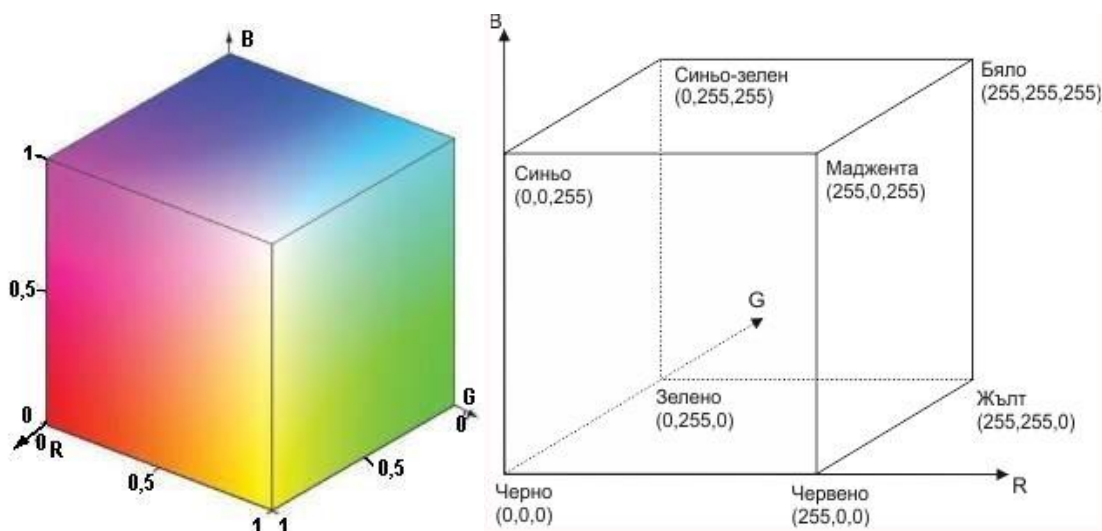 B
1
0,5
0
0
R
0,5
1
1
0,5
0
G
B
Синьо-зелен
(0,255,255)
Бяло
(255,255,255)
Синьо
(0,0,255)
Маджента
(255,0,255)
G
Зелено
(0,255,0)
Жълт
(255,255,0)
R
Черно
(0,0,0)
Червено
(255,0,0)